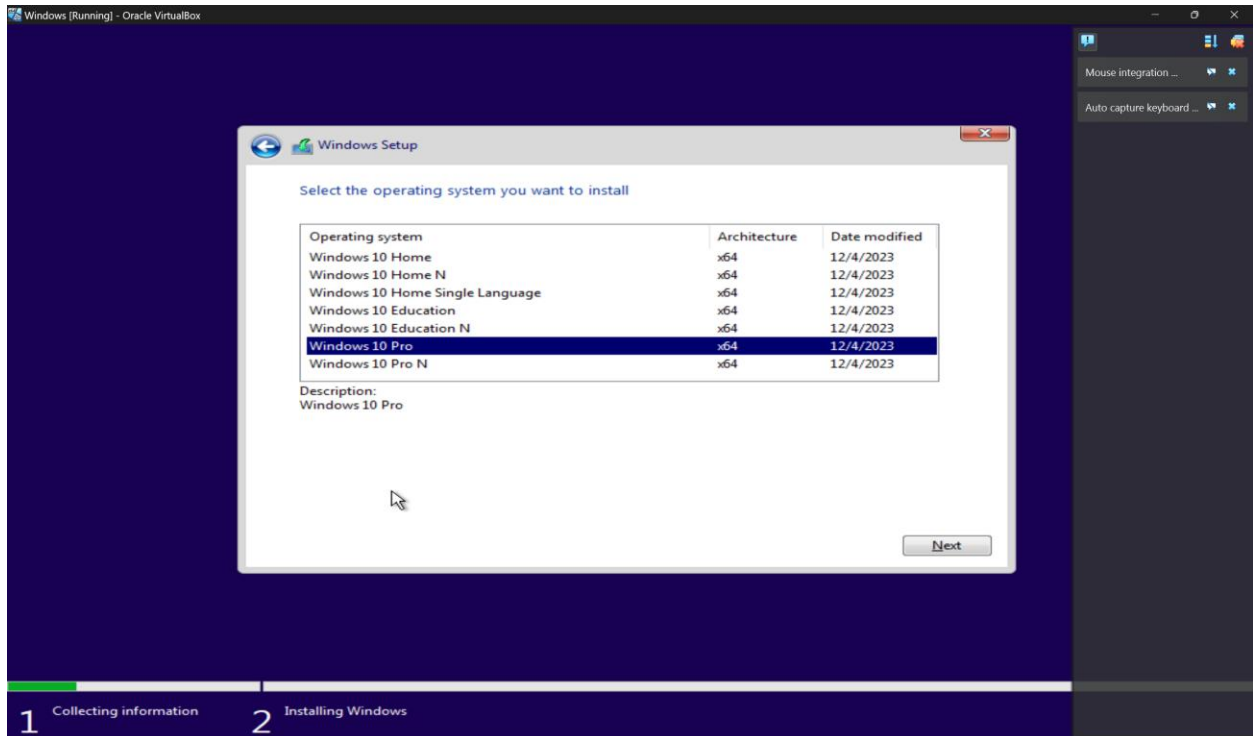 Windows [Running] - Oracle VirtualBox
Mouse integration ...
Auto capture keyboard ...
Windows Setup
Select the operating system you want to install
Operating system Architecture Date modified
Windows 10 Home x64 12/4/2023
Windows 10 Home N x64 12/4/2023
Windows 10 Home Single Language x64 12/4/2023
Windows 10 Education x64 12/4/2023
Windows 10 Education N x64 12/4/2023
Windows 10 Pro x64 12/4/2023
Windows 10 Pro N x64 12/4/2023
Description:
Windows 10 Pro
Next
1 Collecting information 2 Installing Windows